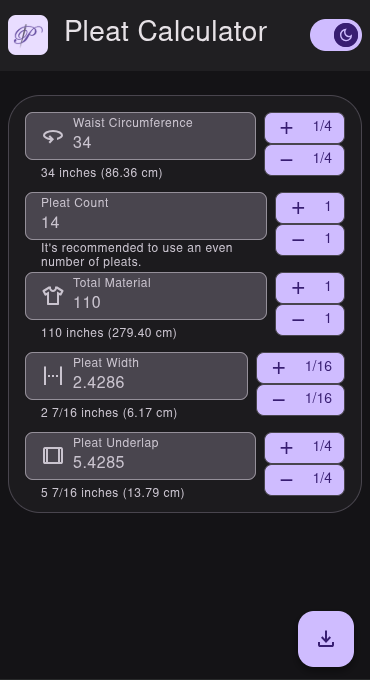 Pleat Calculator
Waist Circumference
34
+ 1/4
− 1/4
34 inches (86.36 cm)
Pleat Count
14
+ 1
− 1
It's recommended to use an even
number of pleats.
Total Material
110
+ 1
− 1
110 inches (279.40 cm)
Pleat Width
2.4286
+ 1/16
− 1/16
2 7/16 inches (6.17 cm)
Pleat Underlap
5.4285
+ 1/4
− 1/4
5 7/16 inches (13.79 cm)